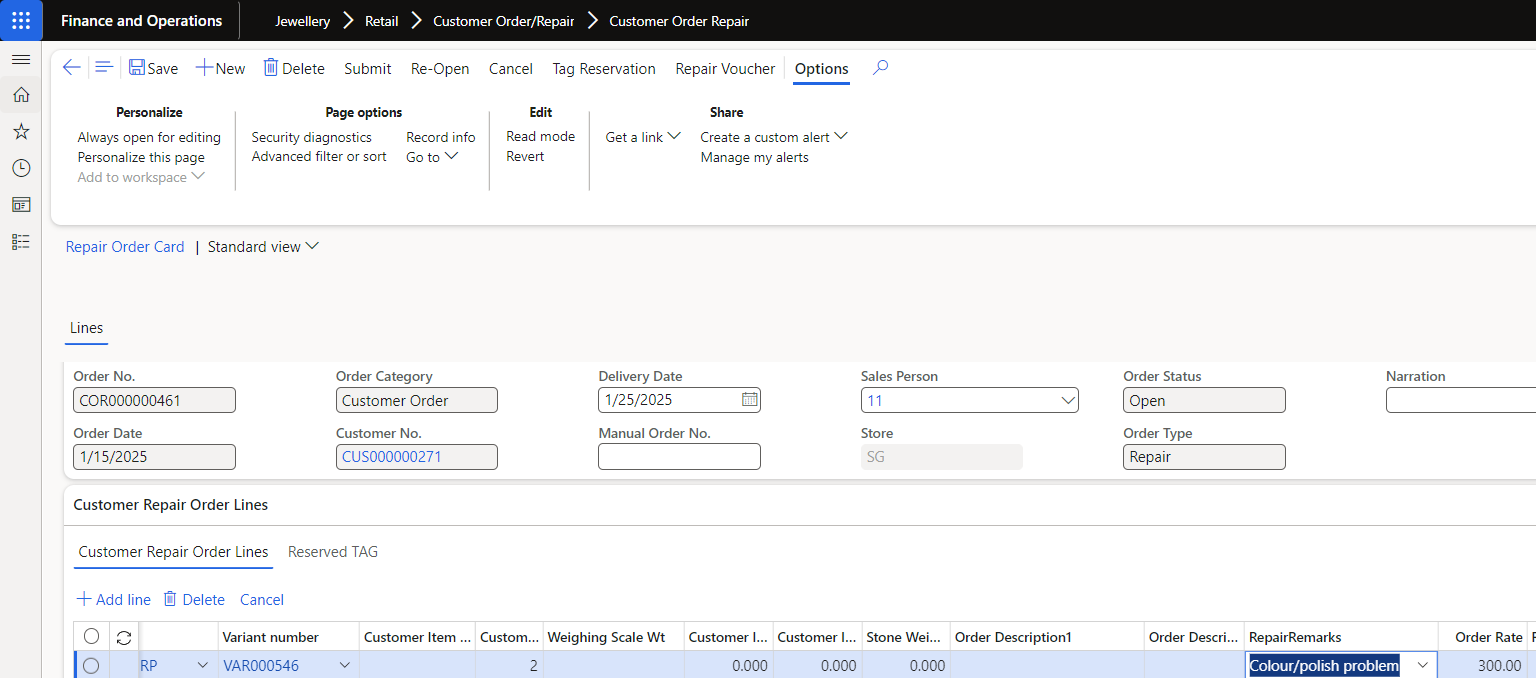 Finance and Operations Jewellery Retail Customer Order/Repair Customer Order Repair
Save New Delete Submit Re-Open Cancel Tag Reservation Repair Voucher Options
Personalize Page options Edit Share
Always open for editing Security diagnostics Record info Read mode Get a link Create a custom alert
Personalize this page Advanced filter or sort Go to Revert Manage my alerts
Add to workspace
Repair Order Card | Standard view
Lines
Order No. Order Category Delivery Date Sales Person Order Status Narration
COR000000461 Customer Order 1/25/2025 11 Open
Order Date Customer No. Manual Order No. Store Order Type
1/15/2025 CUS000000271 SG Repair
Customer Repair Order Lines
Customer Repair Order Lines Reserved TAG
Add line Delete Cancel
Variant number Customer Item ... Custom... Weighing Scale Wt Customer I... Customer I... Stone Wei... Order Description1 Order Descri... RepairRemarks Order Rate
RP VAR000546 2 0.000 0.000 0.000 Colour/polish problem 300.00